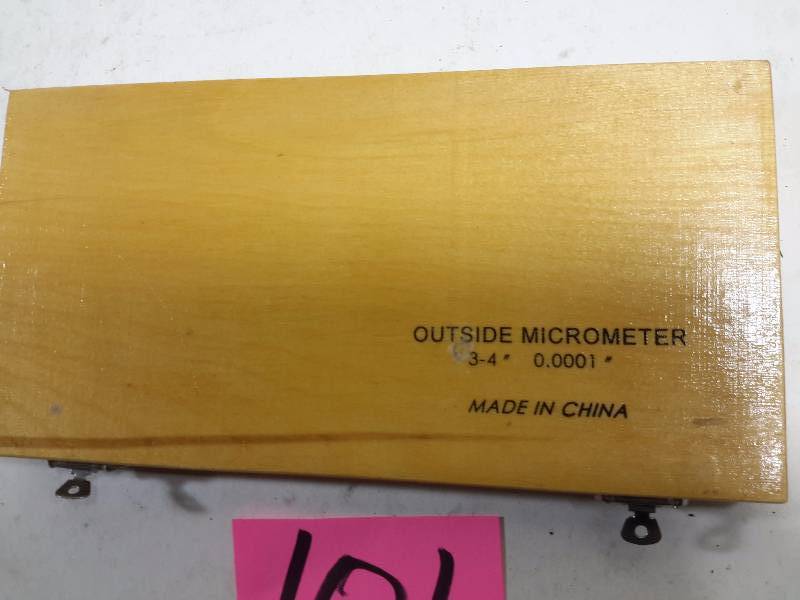 OUTSIDE MICROMETER
3-4" 0.0001"
MADE IN CHINA
101